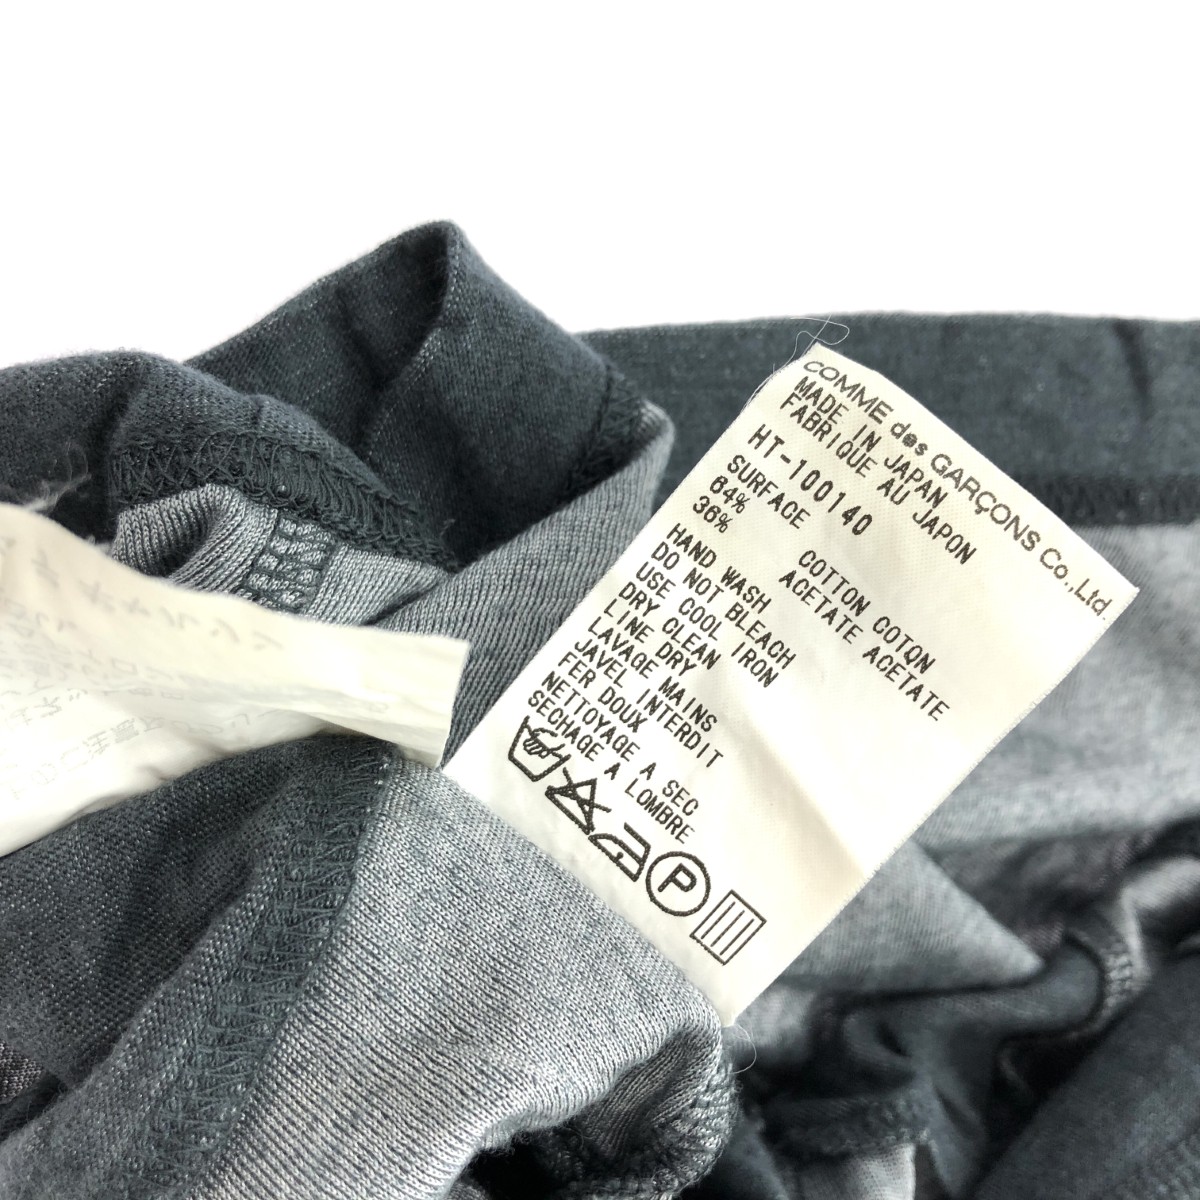 COMME des GARÇONS Co.,Ltd.
MADE IN JAPAN
FABRIQUE AU JAPON
HT-100140
SURFACE
64% COTTON COTON
36% ACETATE ACETATE
HAND WASH
DO NOT BLEACH
USE COOL IRON
DRY CLEAN
LINE DRY
LAVAGE MAINS
JAVEL INTERDIT
FER DOUX
NETTOYAGE A SEC
SECHAGE A LOMBRE
P